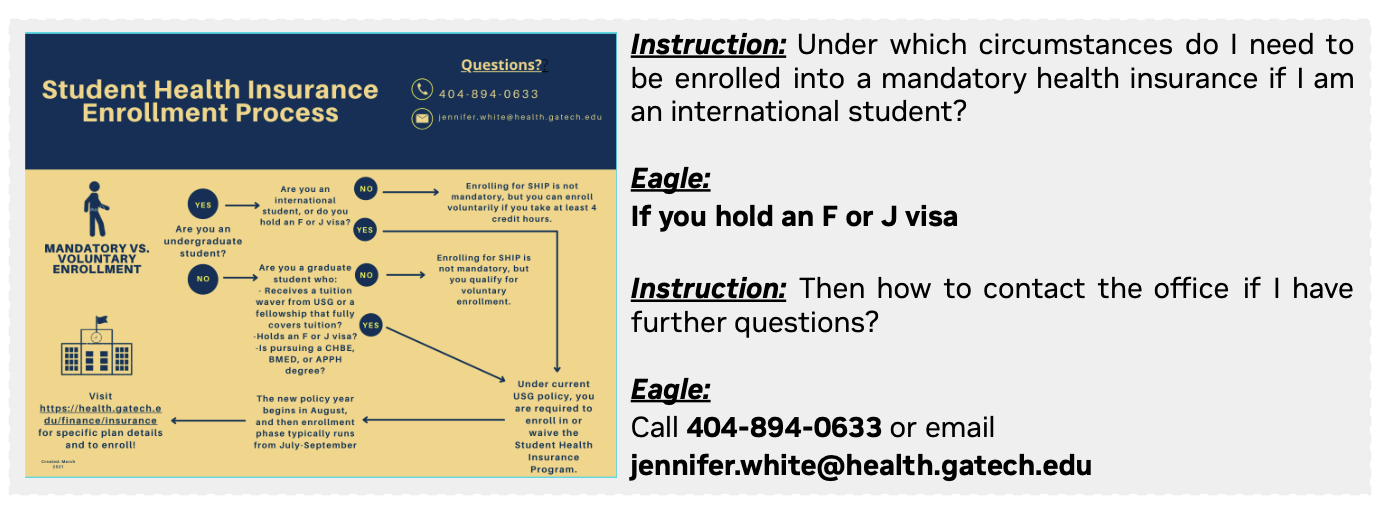 Student Health Insurance
Enrollment Process
Questions?
404-894-0633
jennifer.white@health.gatech.edu
MANDATORY VS.
VOLUNTARY
ENROLLMENT
YES
Are you an
undergraduate
student?
NO
Are you an
international
student, or do you
hold an F or J visa?
NO
Enrolling for SHIP is not
mandatory, but you can enroll
voluntarily if you take at least 4
credit hours.
YES
Are you a graduate
student who:
- Receives a tuition
waver from USG or a
fellowship that fully
covers tuition?
-Holds an F or J visa?
-Is pursuing a CHBE,
BMED, or APPH
degree?
NO
Enrolling for SHIP is
not mandatory, but
you qualify for
voluntary
enrollment.
YES
Under current
USG policy, you
are required to
enroll in or
waive the
Student Health
Insurance
Program.
The new policy year
begins in August,
and then enrollment
phase typically runs
from July-September
Visit
https://health.gatech.e
du/finance/insurance
for specific plan details
and to enroll!
Created: March
2021
Instruction: Under which circumstances do I need to
be enrolled into a mandatory health insurance if I am
an international student?
Eagle:
If you hold an F or J visa
Instruction: Then how to contact the office if I have
further questions?
Eagle:
Call 404-894-0633 or email
jennifer.white@health.gatech.edu